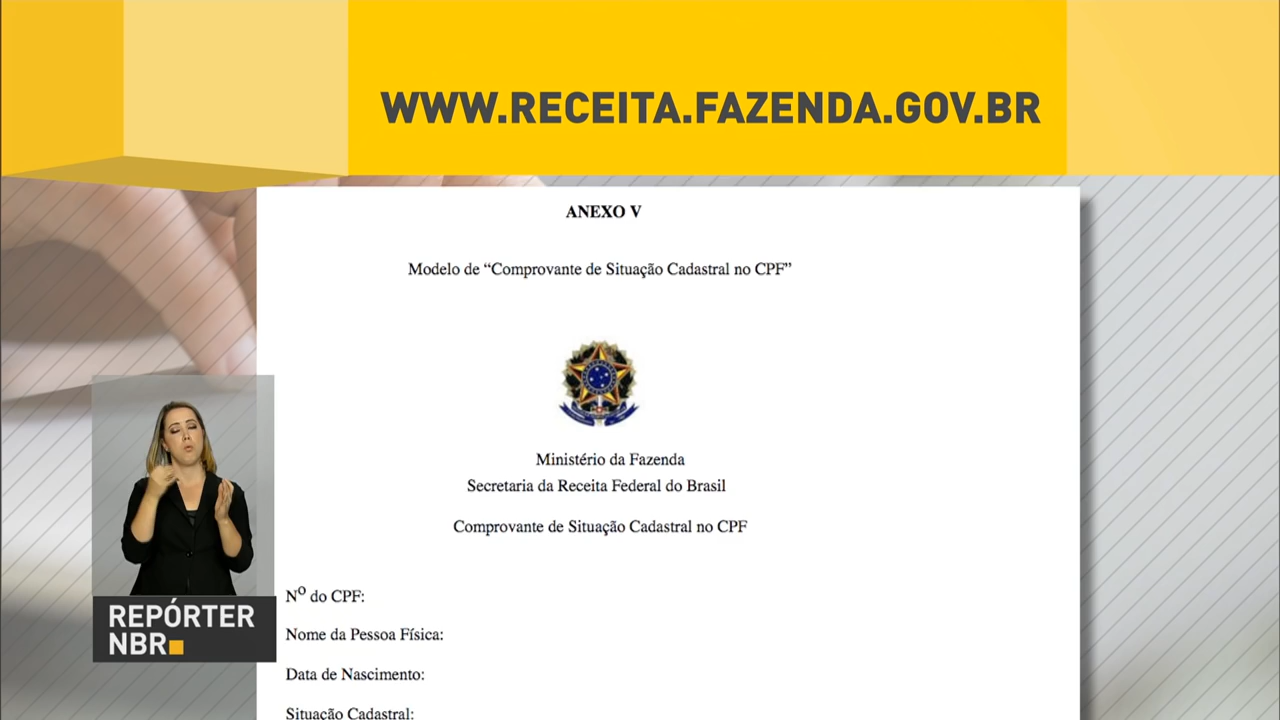 WWW.RECEITA.FAZENDA.GOV.BR
ANEXO V
Modelo de “Comprovante de Situação Cadastral no CPF”
Ministério da Fazenda
Secretaria da Receita Federal do Brasil
Comprovante de Situação Cadastral no CPF
Nº do CPF:
Nome da Pessoa Física:
Data de Nascimento:
Situação Cadastral:
REPÓRTER
NBR